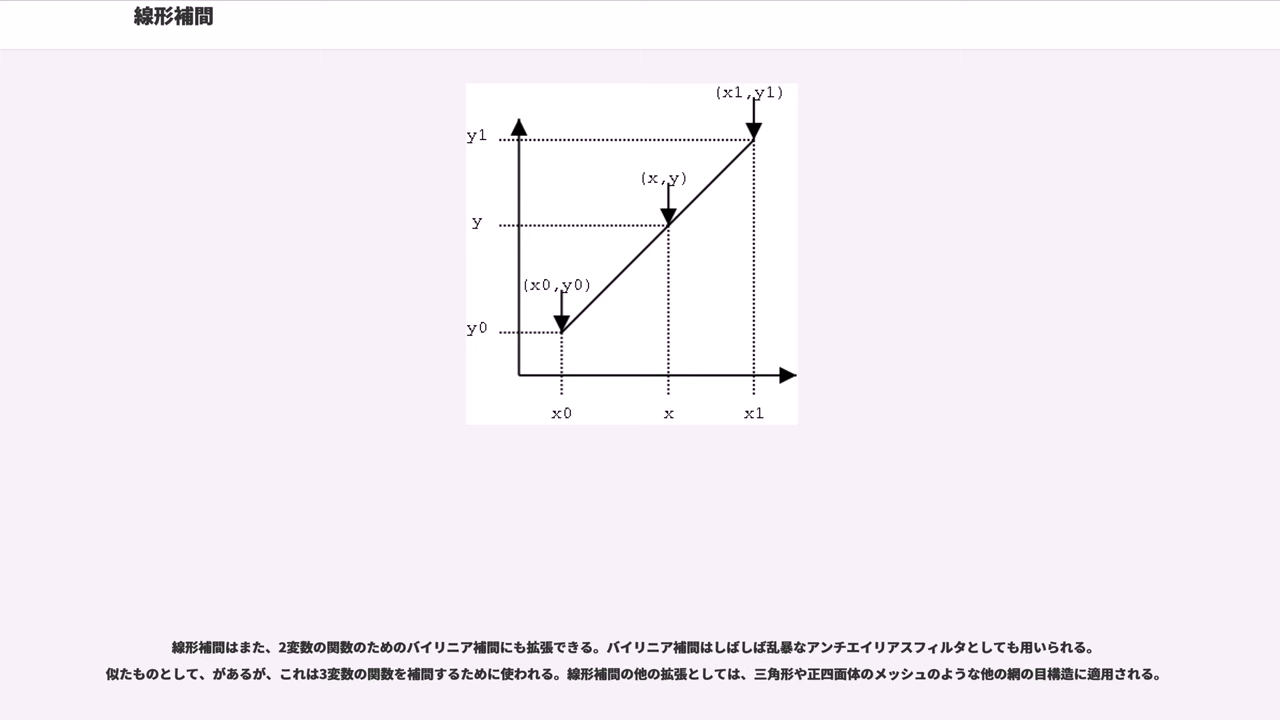 線形補間
(x1,y1)
y1
(x,y)
y
(x0,y0)
y0
x0 x x1
線形補間はまた、2変数の関数のためのバイリニア補間にも拡張できる。バイリニア補間はしばしば乱暴なアンチエイリアスフィルタとしても用いられる。
似たものとして、があるが、これは3変数の関数を補間するために使われる。線形補間の他の拡張としては、三角形や正四面体のメッシュのような他の網の目構造に適用される。